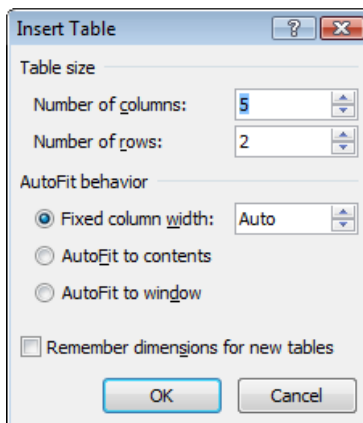 Insert Table
Table size
Number of columns: 5
Number of rows: 2
AutoFit behavior
Fixed column width: Auto
AutoFit to contents
AutoFit to window
Remember dimensions for new tables
OK Cancel